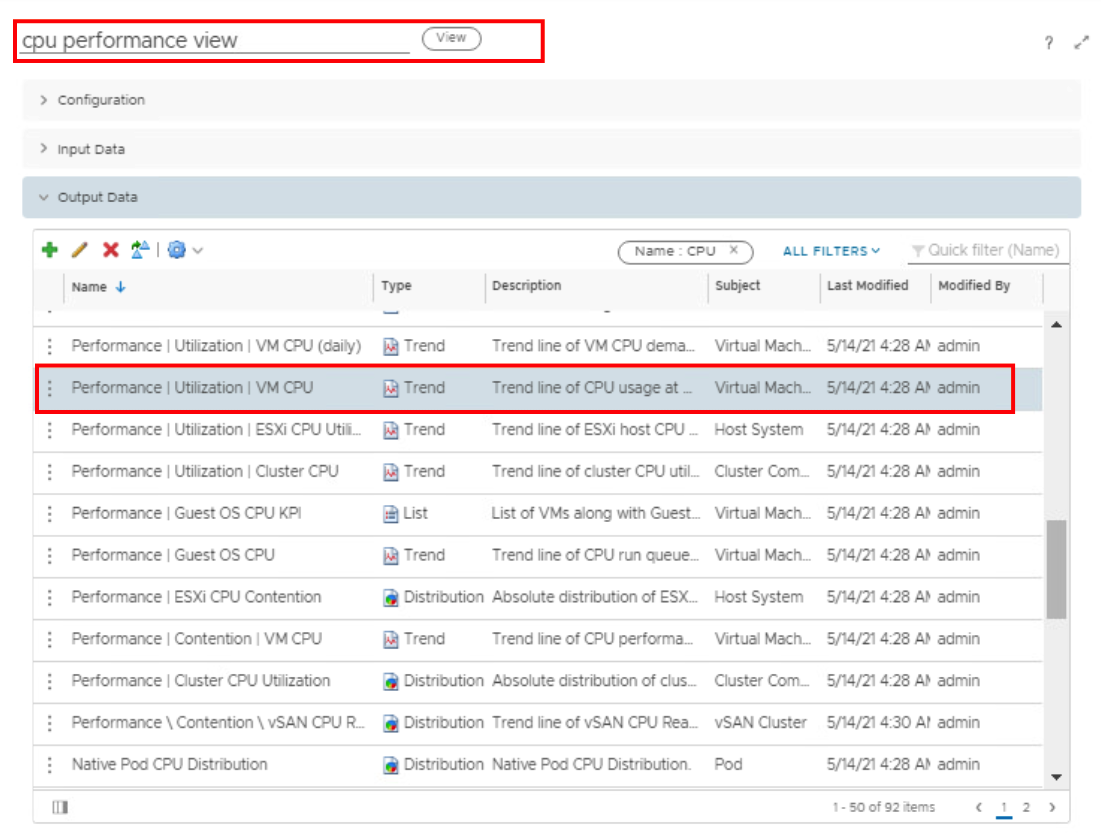 cpu performance view View
?
Configuration
Input Data
Output Data
Name : CPU × ALL FILTERS Quick filter (Name)
Name Type Description Subject Last Modified Modified By
Performance | Utilization | VM CPU (daily) Trend Trend line of VM CPU dema... Virtual Mach... 5/14/21 4:28 AM admin
Performance | Utilization | VM CPU Trend Trend line of CPU usage at ... Virtual Mach... 5/14/21 4:28 AM admin
Performance | Utilization | ESXi CPU Utili... Trend Trend line of ESXi host CPU ... Host System 5/14/21 4:28 AM admin
Performance | Utilization | Cluster CPU Trend Trend line of cluster CPU util... Cluster Com... 5/14/21 4:28 AM admin
Performance | Guest OS CPU KPI List List of VMs along with Guest... Virtual Mach... 5/14/21 4:28 AM admin
Performance | Guest OS CPU Trend Trend line of CPU run queue... Virtual Mach... 5/14/21 4:28 AM admin
Performance | ESXi CPU Contention Distribution Absolute distribution of ESX... Host System 5/14/21 4:28 AM admin
Performance | Contention | VM CPU Trend Trend line of CPU performa... Virtual Mach... 5/14/21 4:28 AM admin
Performance | Cluster CPU Utilization Distribution Absolute distribution of clus... Cluster Com... 5/14/21 4:28 AM admin
Performance \ Contention \ vSAN CPU R... Distribution Trend line of vSAN CPU Rea... vSAN Cluster 5/14/21 4:30 AM admin
Native Pod CPU Distribution Distribution Native Pod CPU Distribution. Pod 5/14/21 4:28 AM admin
1 - 50 of 92 items 1 2